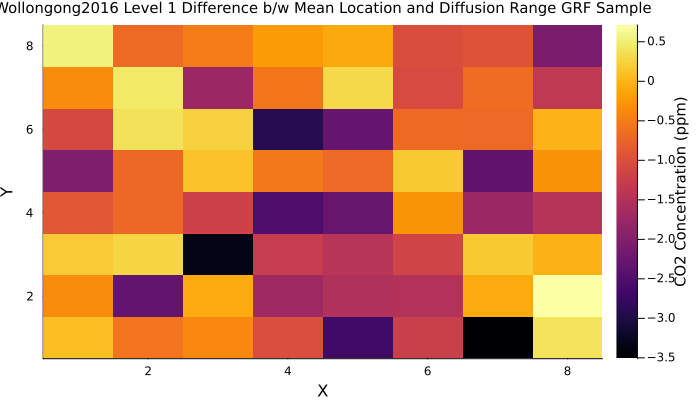 Wollongong2016 Level 1 Difference b/w Mean Location and Diffusion Range GRF Sample
8
6
4
2
Y
2 4 6 8
X
0.5
0
−0.5
−1.0
−1.5
−2.0
−2.5
−3.0
−3.5
CO2 Concentration (ppm)